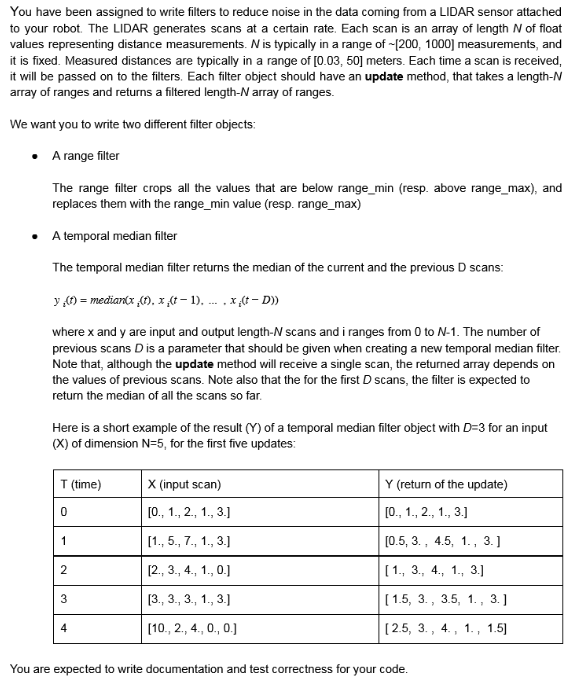 You have been assigned to write filters to reduce noise in the data coming from a LIDAR sensor attached
to your robot. The LIDAR generates scans at a certain rate. Each scan is an array of length N of float
values representing distance measurements. N is typically in a range of ~[200, 1000] measurements, and
it is fixed. Measured distances are typically in a range of [0.03, 50] meters. Each time a scan is received,
it will be passed on to the filters. Each filter object should have an update method, that takes a length-N
array of ranges and returns a filtered length-N array of ranges.
We want you to write two different filter objects:
• A range filter
The range filter crops all the values that are below range_min (resp. above range_max), and
replaces them with the range_min value (resp. range_max)
• A temporal median filter
The temporal median filter returns the median of the current and the previous D scans:
y i(t) = median(x i(t), x i(t − 1), ... , x i(t − D))
where x and y are input and output length-N scans and i ranges from 0 to N-1. The number of
previous scans D is a parameter that should be given when creating a new temporal median filter.
Note that, although the update method will receive a single scan, the returned array depends on
the values of previous scans. Note also that the for the first D scans, the filter is expected to
return the median of all the scans so far.
Here is a short example of the result (Y) of a temporal median filter object with D=3 for an input
(X) of dimension N=5, for the first five updates:
T (time) X (input scan) Y (return of the update)
0 [0., 1., 2., 1., 3.] [0., 1., 2., 1., 3.]
1 [1., 5., 7., 1., 3.] [0.5, 3. , 4.5, 1. , 3. ]
2 [2., 3., 4., 1., 0.] [ 1., 3., 4., 1., 3.]
3 [3., 3., 3., 1., 3.] [ 1.5, 3. , 3.5, 1. , 3. ]
4 [10., 2., 4., 0., 0.] [ 2.5, 3. , 4. , 1. , 1.5]
You are expected to write documentation and test correctness for your code.